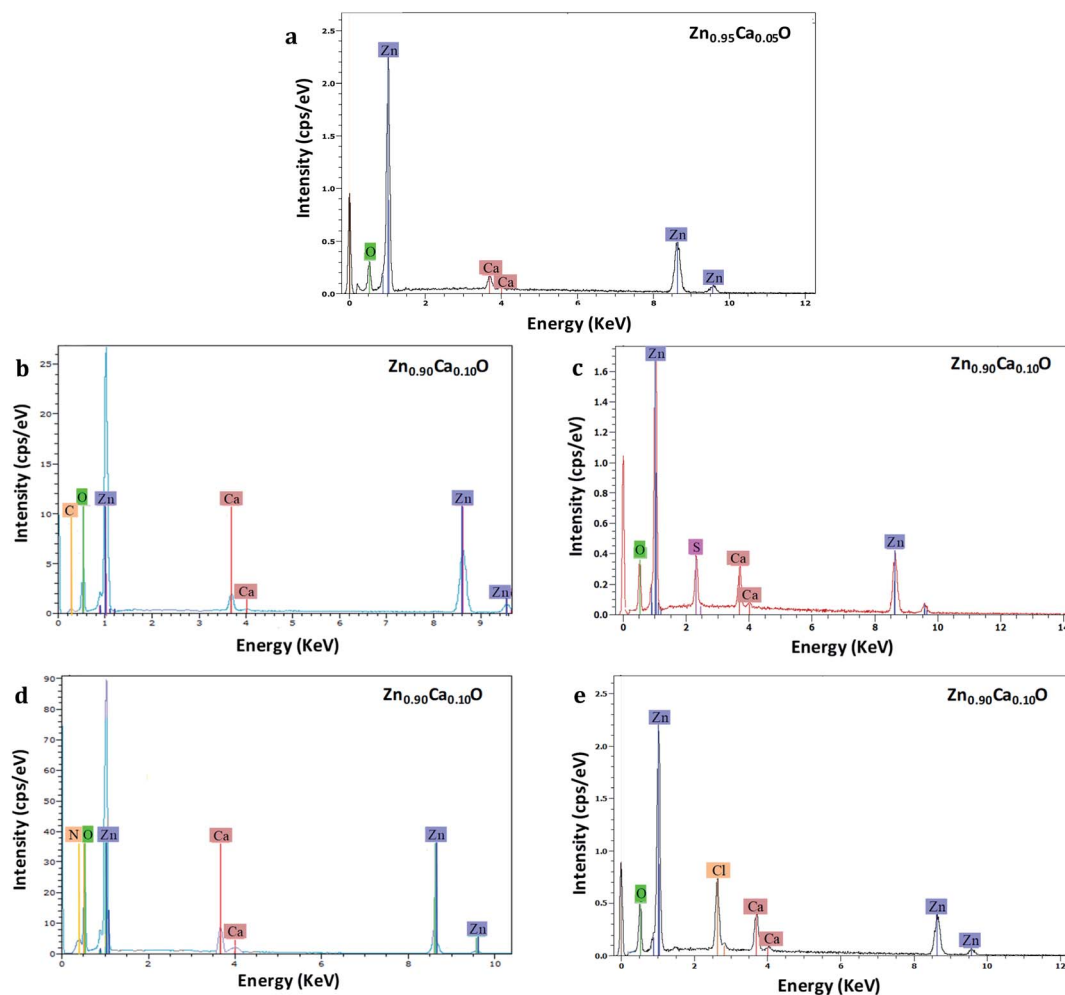 a
Zn0.95Ca0.05O
Intensity (cps/eV)
2.5
2.0
1.5
1.0
0.5
0.0
Zn
O
Ca
Ca
Zn
Zn
0 2 4 6 8 10 12
Energy (KeV)
b
Zn0.90Ca0.10O
Intensity (cps/eV)
25
20
15
10
5
0
C
O
Zn
Ca
Ca
Zn
Zn
0 1 2 3 4 5 6 7 8 9
Energy (KeV)
c
Zn0.90Ca0.10O
Intensity (cps/eV)
1.6
1.4
1.2
1.0
0.8
0.6
0.4
0.2
0.0
Zn
O
S
Ca
Ca
Zn
0 2 4 6 8 10 12 14
Energy (KeV)
d
Zn0.90Ca0.10O
Intensity (cps/eV)
90
80
70
60
50
40
30
20
10
0
N
O
Zn
Ca
Ca
Zn
Zn
0 2 4 6 8 10
Energy (KeV)
e
Zn0.90Ca0.10O
Intensity (cps/eV)
2.5
2.0
1.5
1.0
0.5
0.0
Zn
O
Cl
Ca
Ca
Zn
Zn
0 2 4 6 8 10 12
Energy (KeV)